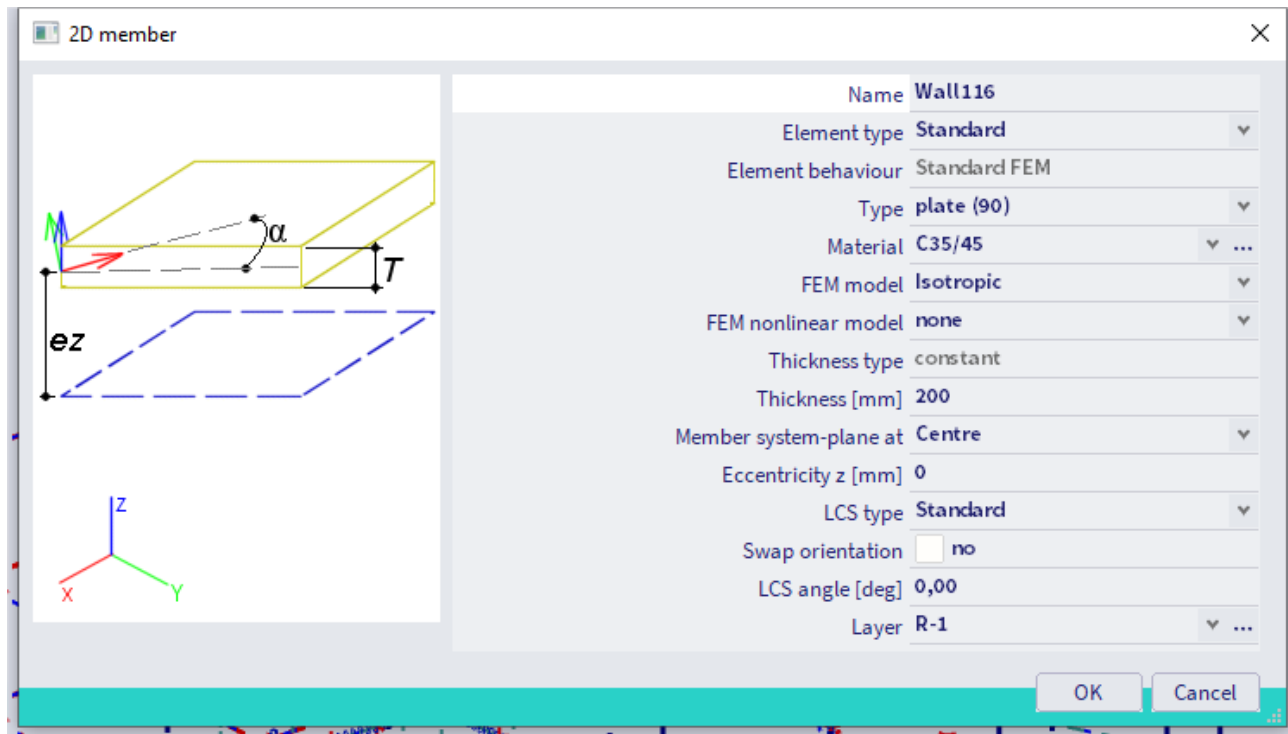 2D member
Name Wall116
Element type Standard
Element behaviour Standard FEM
Type plate (90)
Material C35/45 ...
FEM model Isotropic
FEM nonlinear model none
Thickness type constant
Thickness [mm] 200
Member system-plane at Centre
Eccentricity z [mm] 0
LCS type Standard
Swap orientation no
LCS angle [deg] 0,00
Layer R-1 ...
α
T
ez
Z
X
Y
OK Cancel